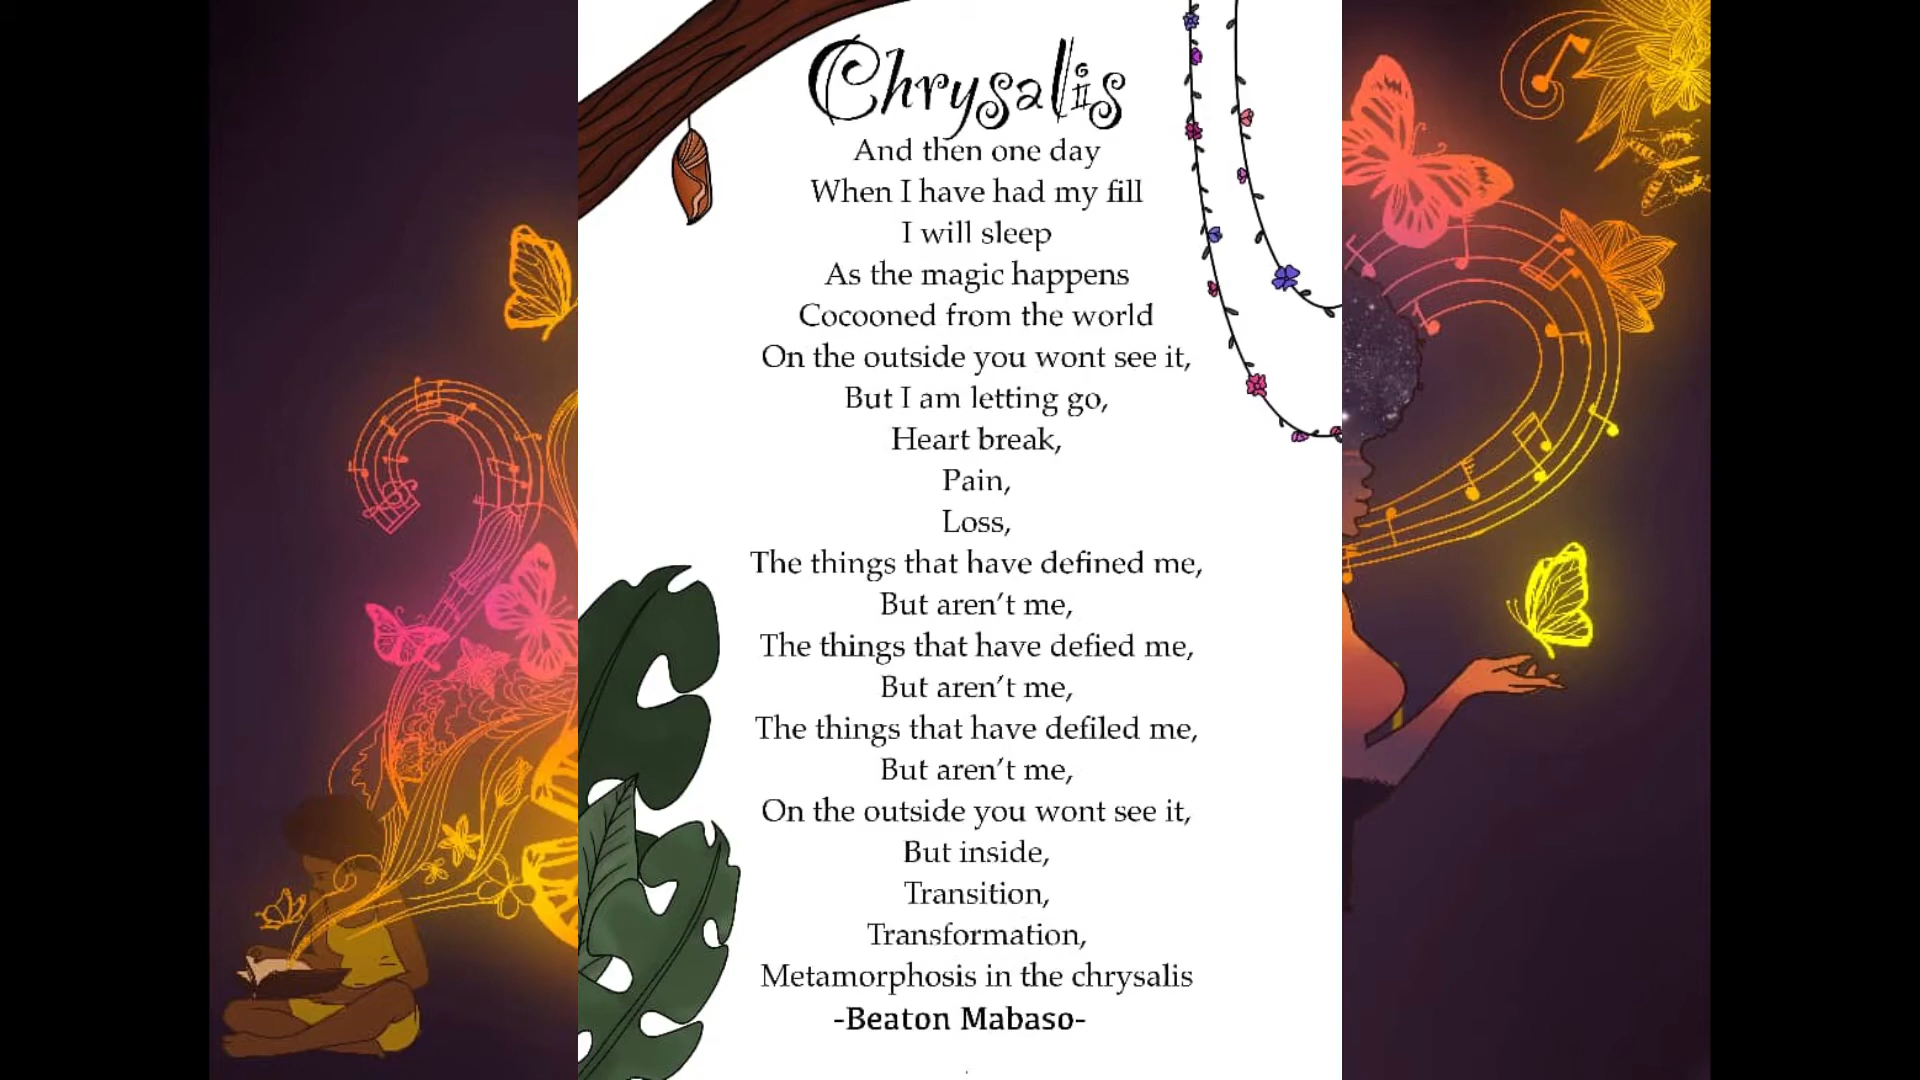 Chrysalis
And then one day
When I have had my fill
I will sleep
As the magic happens
Cocooned from the world
On the outside you wont see it,
But I am letting go,
Heart break,
Pain,
Loss,
The things that have defined me,
But aren't me,
The things that have defied me,
But aren't me,
The things that have defiled me,
But aren't me,
On the outside you wont see it,
But inside,
Transition,
Transformation,
Metamorphosis in the chrysalis
-Beaton Mabaso-